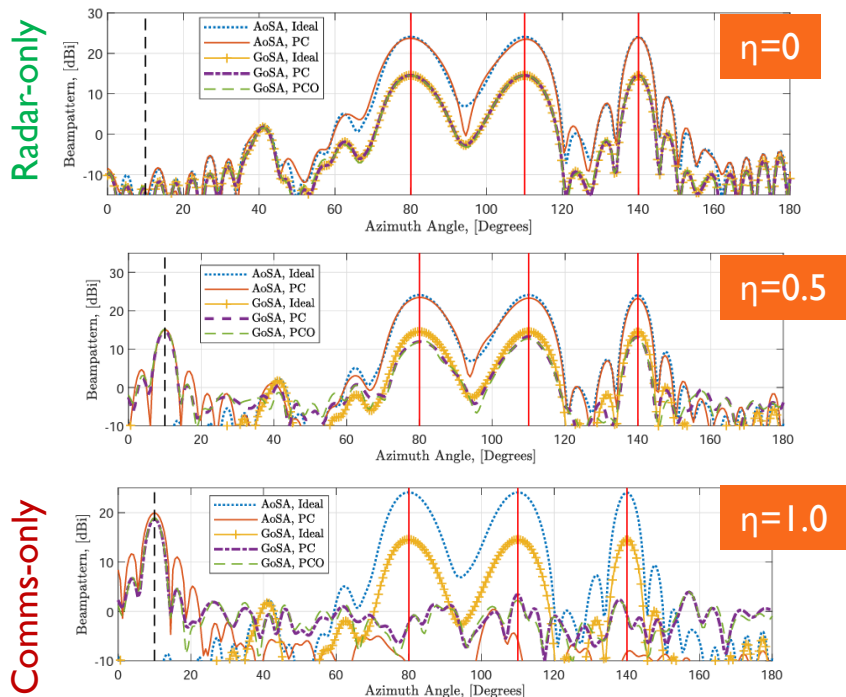 Radar-only
η=0
AoSA, Ideal
AoSA, PC
GoSA, Ideal
GoSA, PC
GoSA, PCO
Beampattern, [dBi]
30
20
10
0
-10
0 20 40 60 80 100 120 140 160 180
Azimuth Angle, [Degrees]
η=0.5
AoSA, Ideal
AoSA, PC
GoSA, Ideal
GoSA, PC
GoSA, PCO
Beampattern, [dBi]
30
20
10
0
-10
0 20 40 60 80 100 120 140 160 180
Azimuth Angle, [Degrees]
Comms-only
η=1.0
AoSA, Ideal
AoSA, PC
GoSA, Ideal
GoSA, PC
GoSA, PCO
Beampattern, [dBi]
20
10
0
-10
0 20 40 60 80 100 120 140 160 180
Azimuth Angle, [Degrees]